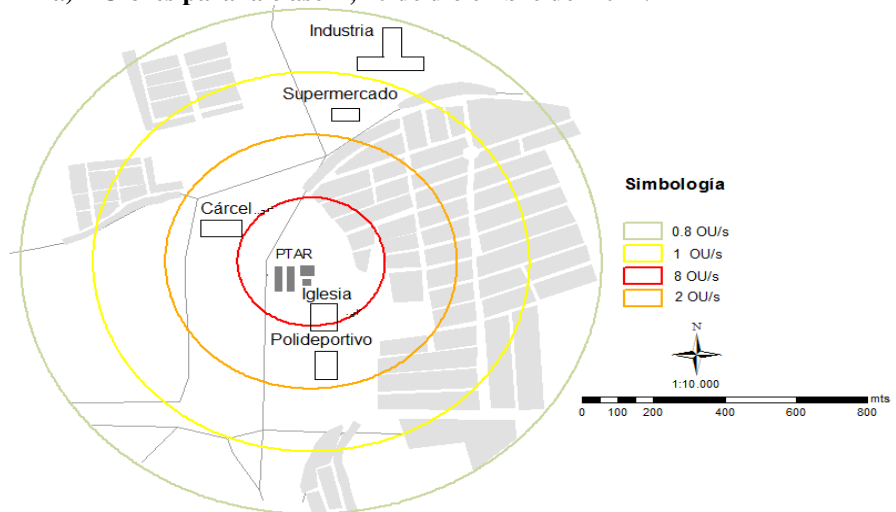 Industria
Supermercado
Cárcel
PTAR
Iglesia
Polideportivo
Simbología
0.8 OU/s
1 OU/s
8 OU/s
2 OU/s
N
1:10.000
mts
0 100 200 400 600 800